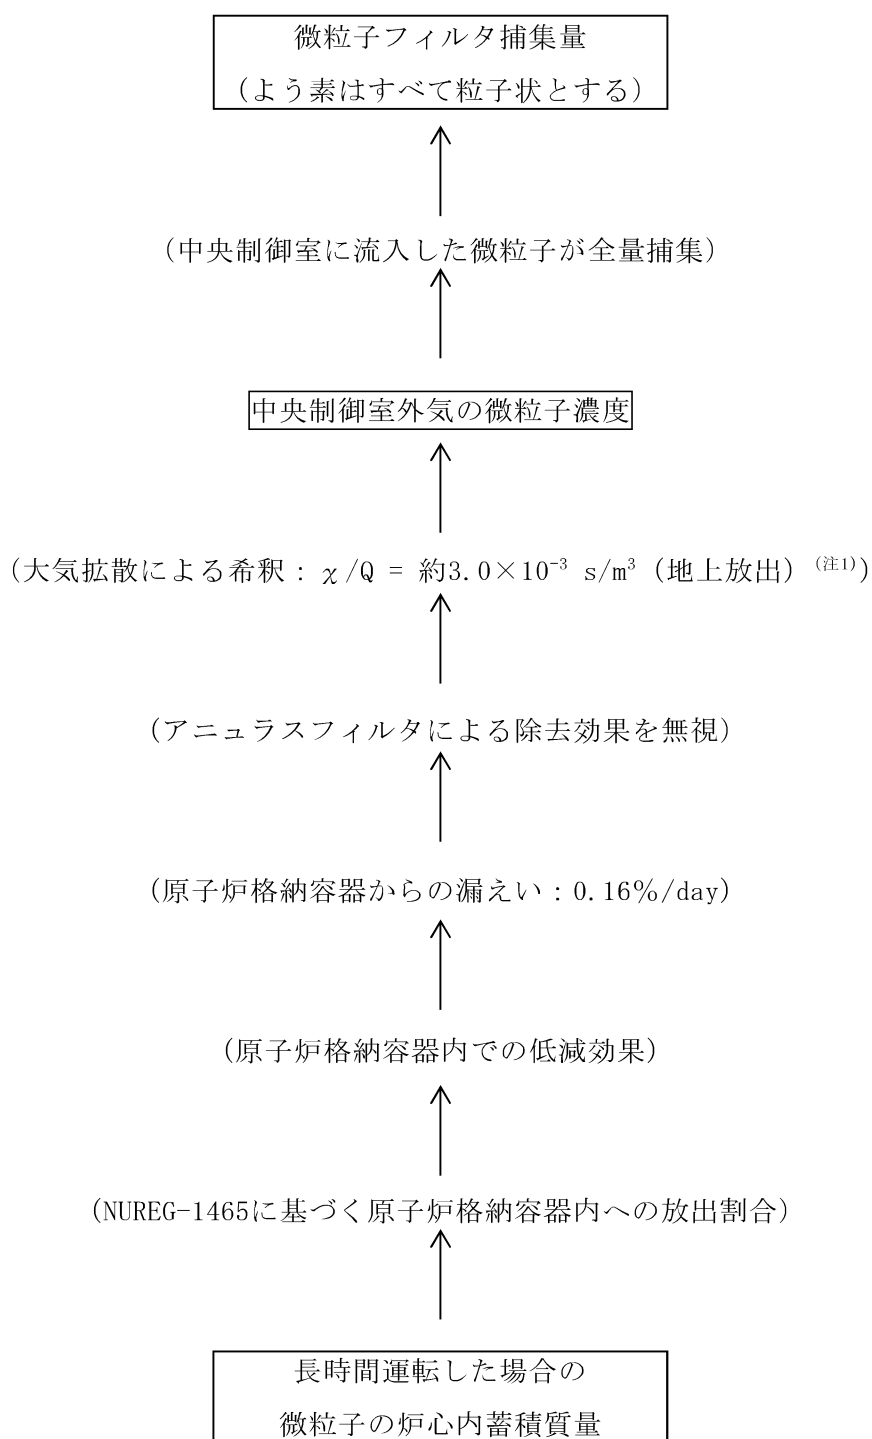 微粒子フィルタ捕集量
（よう素はすべて粒子状とする）
（中央制御室に流入した微粒子が全量捕集）
中央制御室外気の微粒子濃度
（大気拡散による希釈：χ/Q = 約3.0×10⁻³ s/m³（地上放出）（注1））
（アニュラスフィルタによる除去効果を無視）
（原子炉格納容器からの漏えい：0.16%/day）
（原子炉格納容器内での低減効果）
（NUREG-1465に基づく原子炉格納容器内への放出割合）
長時間運転した場合の
微粒子の炉心内蓄積質量